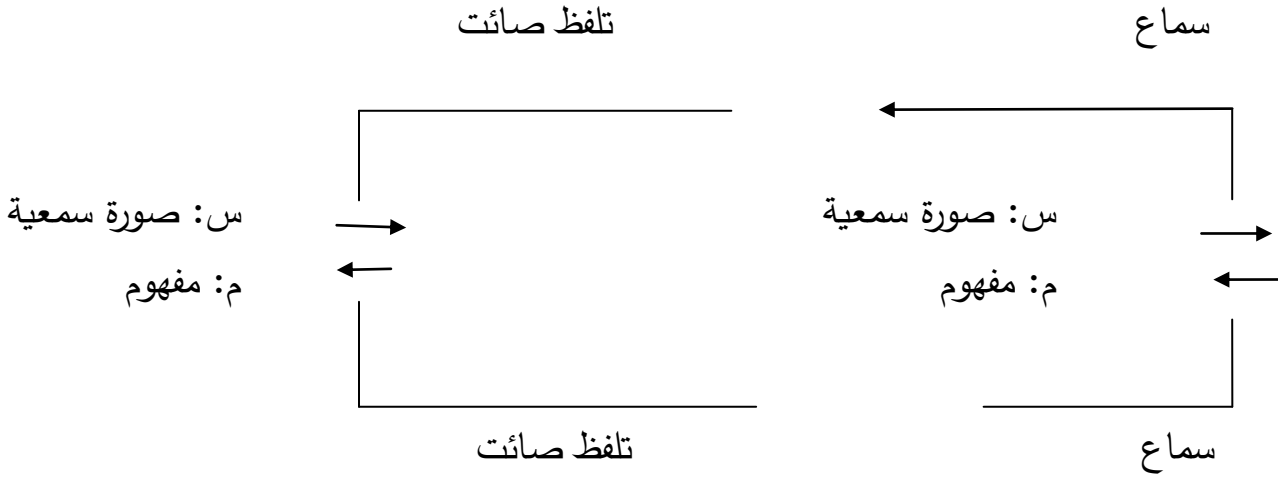 سماع
تلفظ صائت
س: صورة سمعية
س: صورة سمعية
م: مفهوم
م: مفهوم
سماع
تلفظ صائت